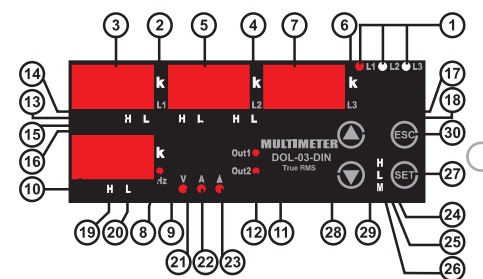 3 2 5 4 7 6 1
L1 L2 L3
k k k
L1 L2 L3
14 17
13 H L H L 18
15 ESC 30
16 k Out1 MULTIMETER
DOL-03-DIN
Out2 True RMS
10 Hz V A H SET 27
H L L
M
19 20 8 9 12 11 28 29 24
21 22 23 25
26